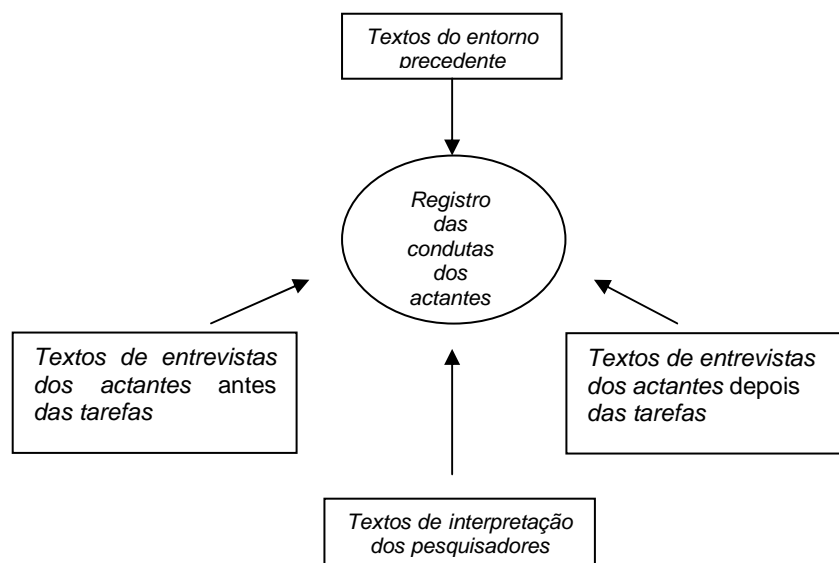 Textos do entorno
precedente
Registro
das
condutas
dos
actantes
Textos de entrevistas
dos actantes antes
das tarefas
Textos de entrevistas
dos actantes depois
das tarefas
Textos de interpretação
dos pesquisadores